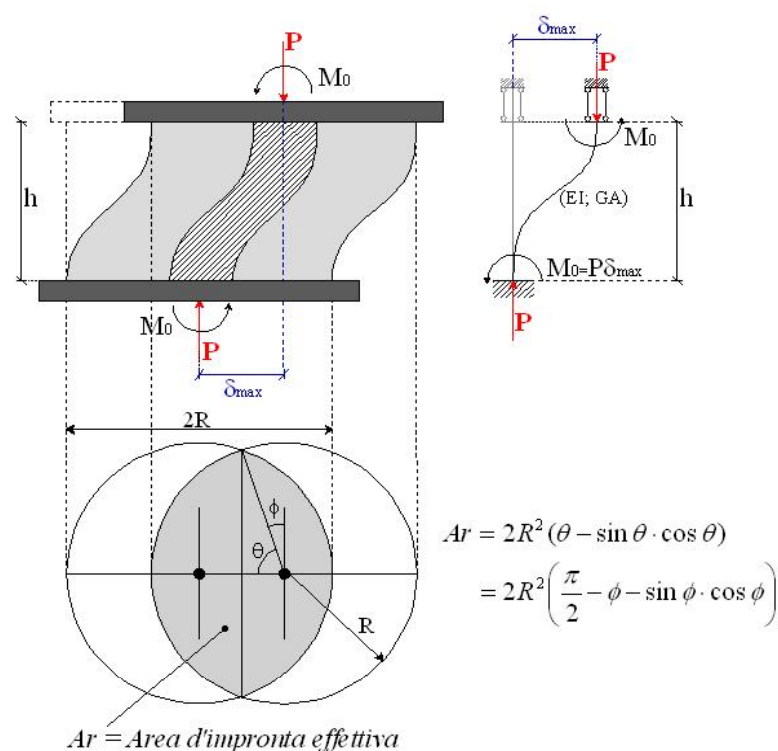 P
M₀
h
M₀
P
δmax
δmax
P
M₀
(EI; GA)
h
M₀=Pδmax
P
2R
ϕ
θ
R
Ar = 2R²(θ − sin θ · cos θ)
= 2R²(π/2 − ϕ − sin ϕ · cos ϕ)
Ar = Area d'impronta effettiva